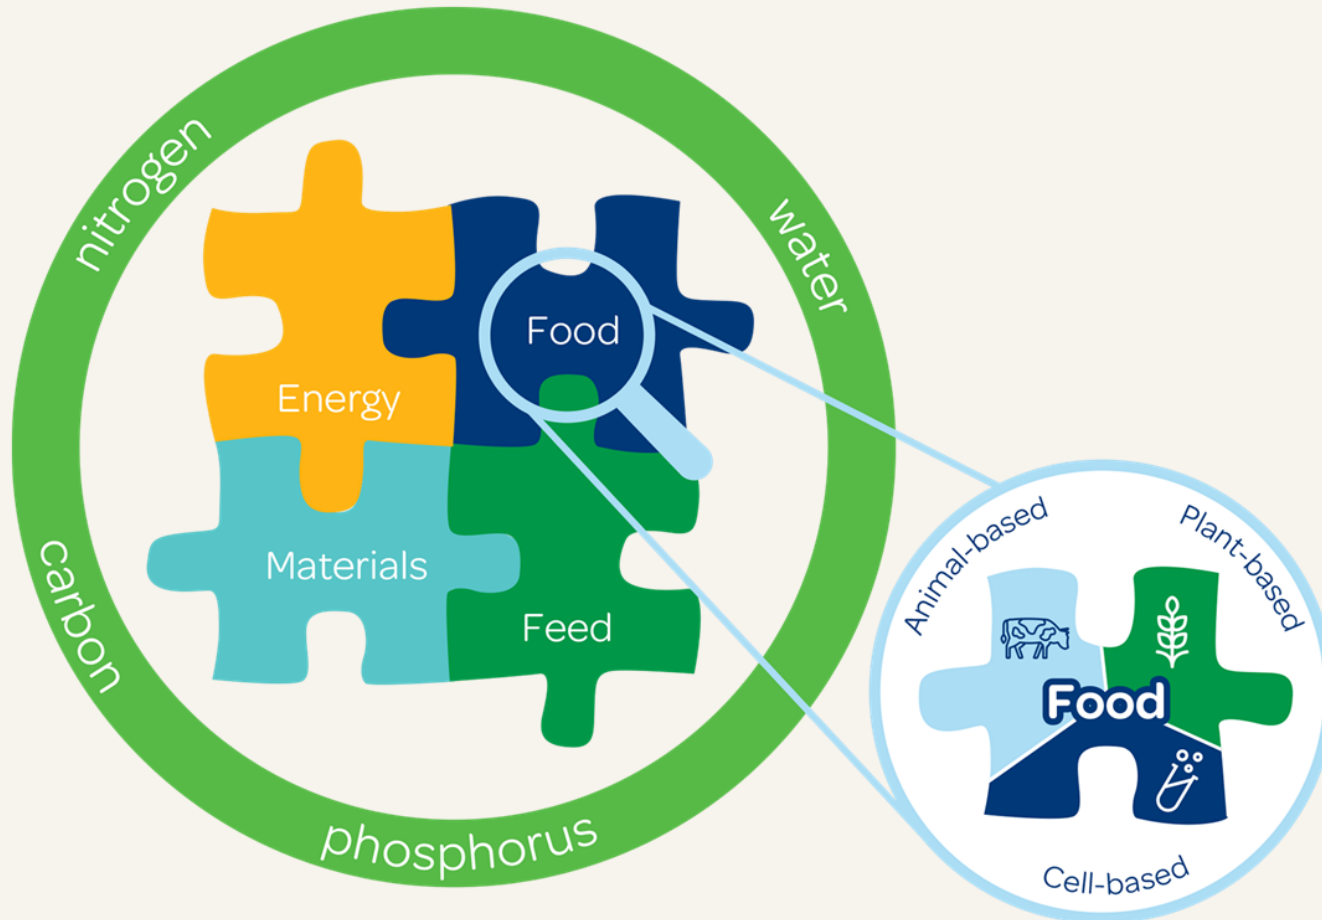 nitrogen
water
Food
Energy
Materials
Feed
carbon
phosphorus
Animal-based
Plant-based
Food
Cell-based